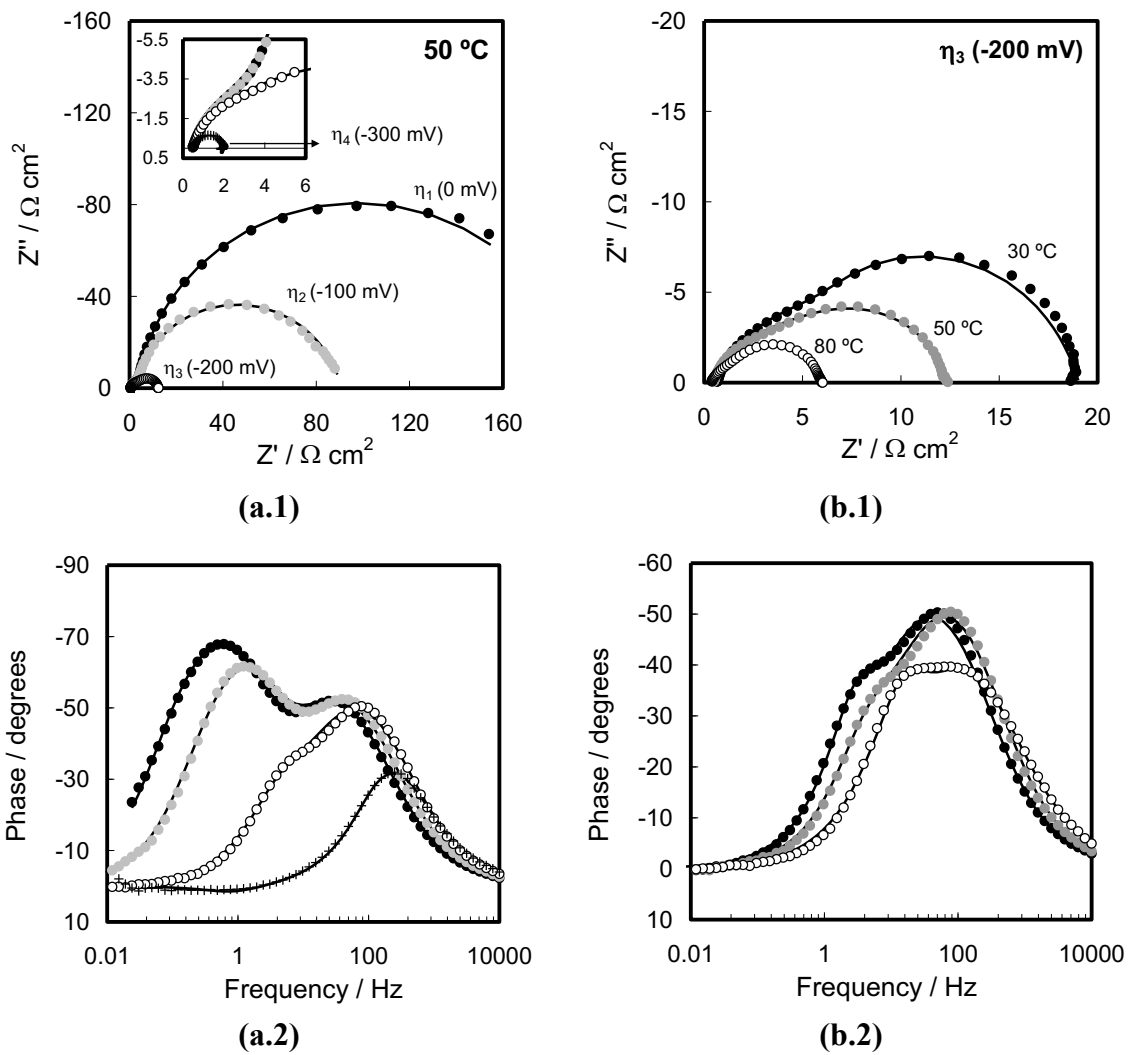 -160
-120
-80
-40
0
0 40 80 120 160
Z'' / Ω cm²
Z' / Ω cm²
50 ºC
-5.5
-3.5
-1.5
0.5
0 2 4 6
η₄ (-300 mV)
η₁ (0 mV)
η₂ (-100 mV)
η₃ (-200 mV)
(a.1)
-20
-15
-10
-5
0
0 5 10 15 20
Z'' / Ω cm²
Z' / Ω cm²
η₃ (-200 mV)
30 ºC
50 ºC
80 ºC
(b.1)
-90
-70
-50
-30
-10
10
0.01 1 100 10000
Phase / degrees
Frequency / Hz
(a.2)
-60
-50
-40
-30
-20
-10
0
10
0.01 1 100 10000
Phase / degrees
Frequency / Hz
(b.2)